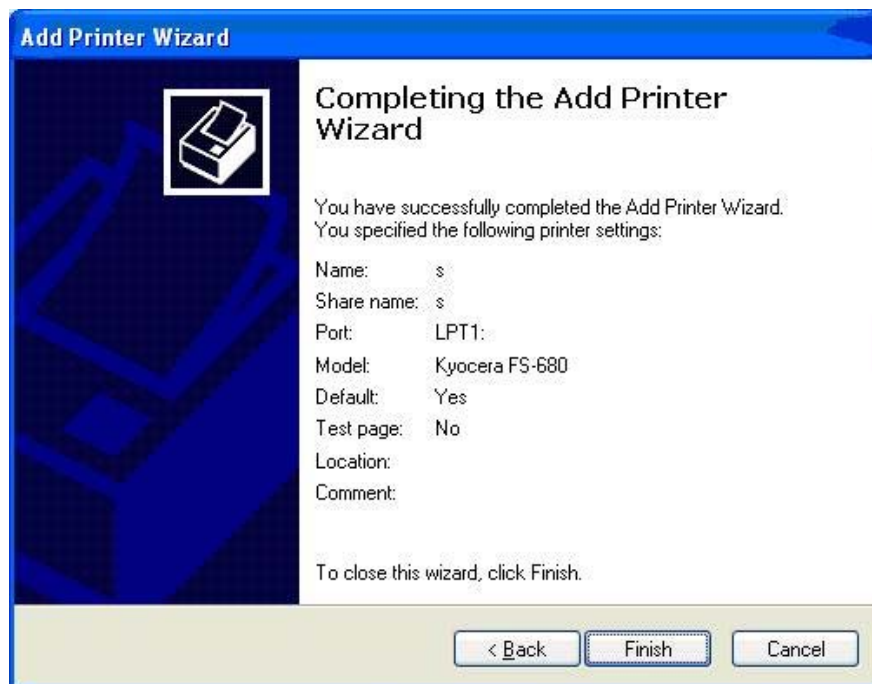 Add Printer Wizard
Completing the Add Printer
Wizard
You have successfully completed the Add Printer Wizard.
You specified the following printer settings:
Name: s
Share name: s
Port: LPT1:
Model: Kyocera FS-680
Default: Yes
Test page: No
Location:
Comment:
To close this wizard, click Finish.
< Back Finish Cancel